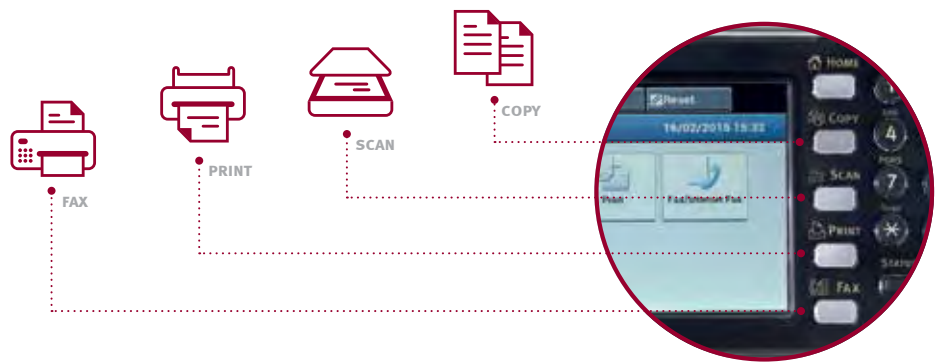 COPY
SCAN
PRINT
FAX
HOME
Reset
COPY
16/02/2015 15:32
4
SCAN
7
Print
Fax/Internet Fax
PRINT
*
STATUS
FAX